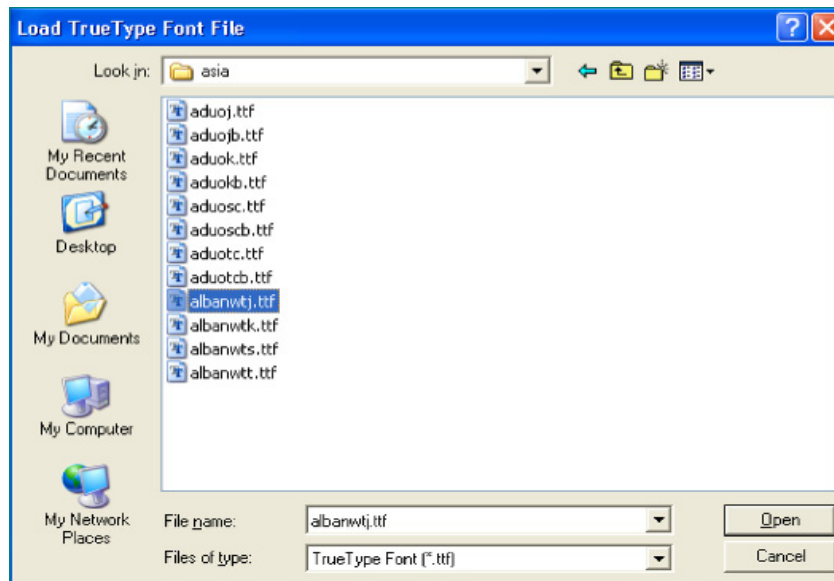 Load TrueType Font File
Look in: asia
aduoj.ttf
aduojb.ttf
aduok.ttf
aduokb.ttf
aduosc.ttf
aduoscb.ttf
aduotc.ttf
aduotcb.ttf
albanwtj.ttf
albanwtk.ttf
albanwts.ttf
albanwtt.ttf
My Recent
Documents
Desktop
My Documents
My Computer
My Network
Places
File name: albanwtj.ttf Open
Files of type: TrueType Font (*.ttf) Cancel